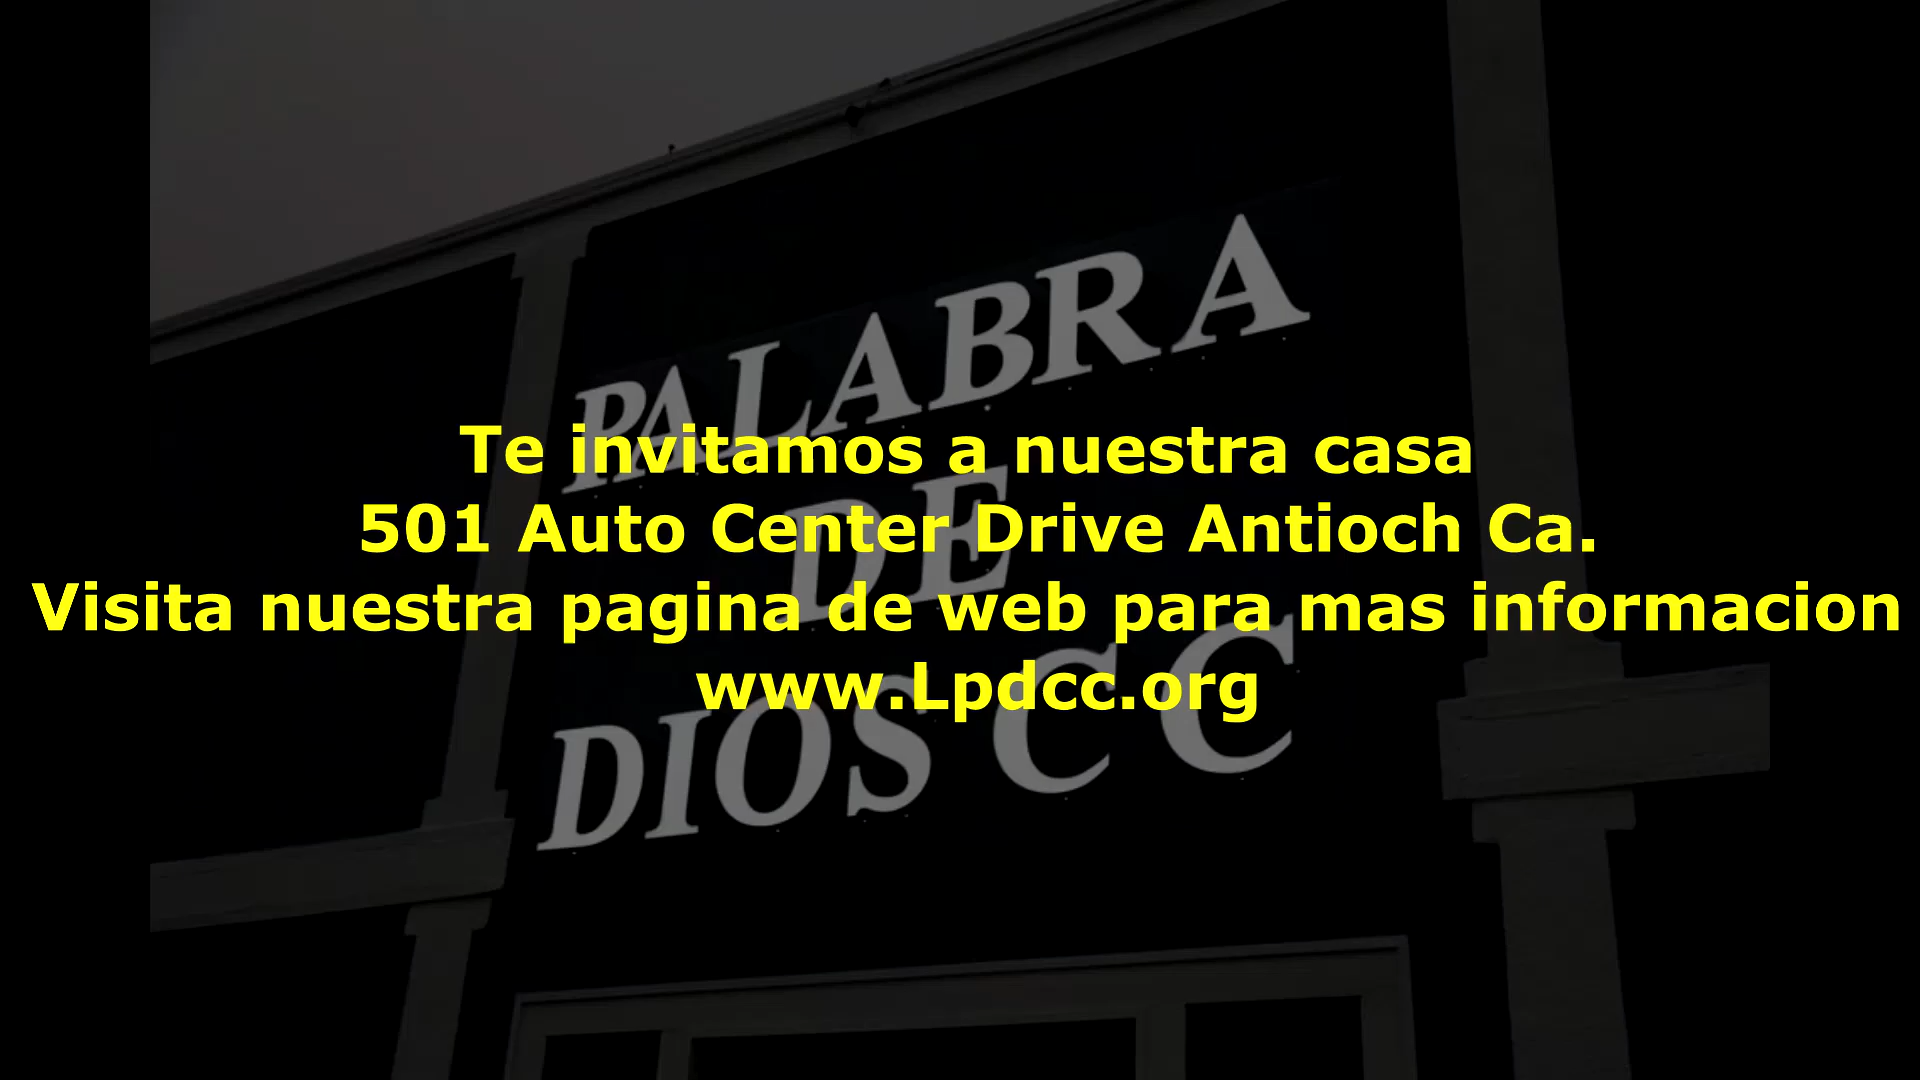 PALABRA
DE
DIOS CC
Te invitamos a nuestra casa
501 Auto Center Drive Antioch Ca.
Visita nuestra pagina de web para mas informacion
www.Lpdcc.org